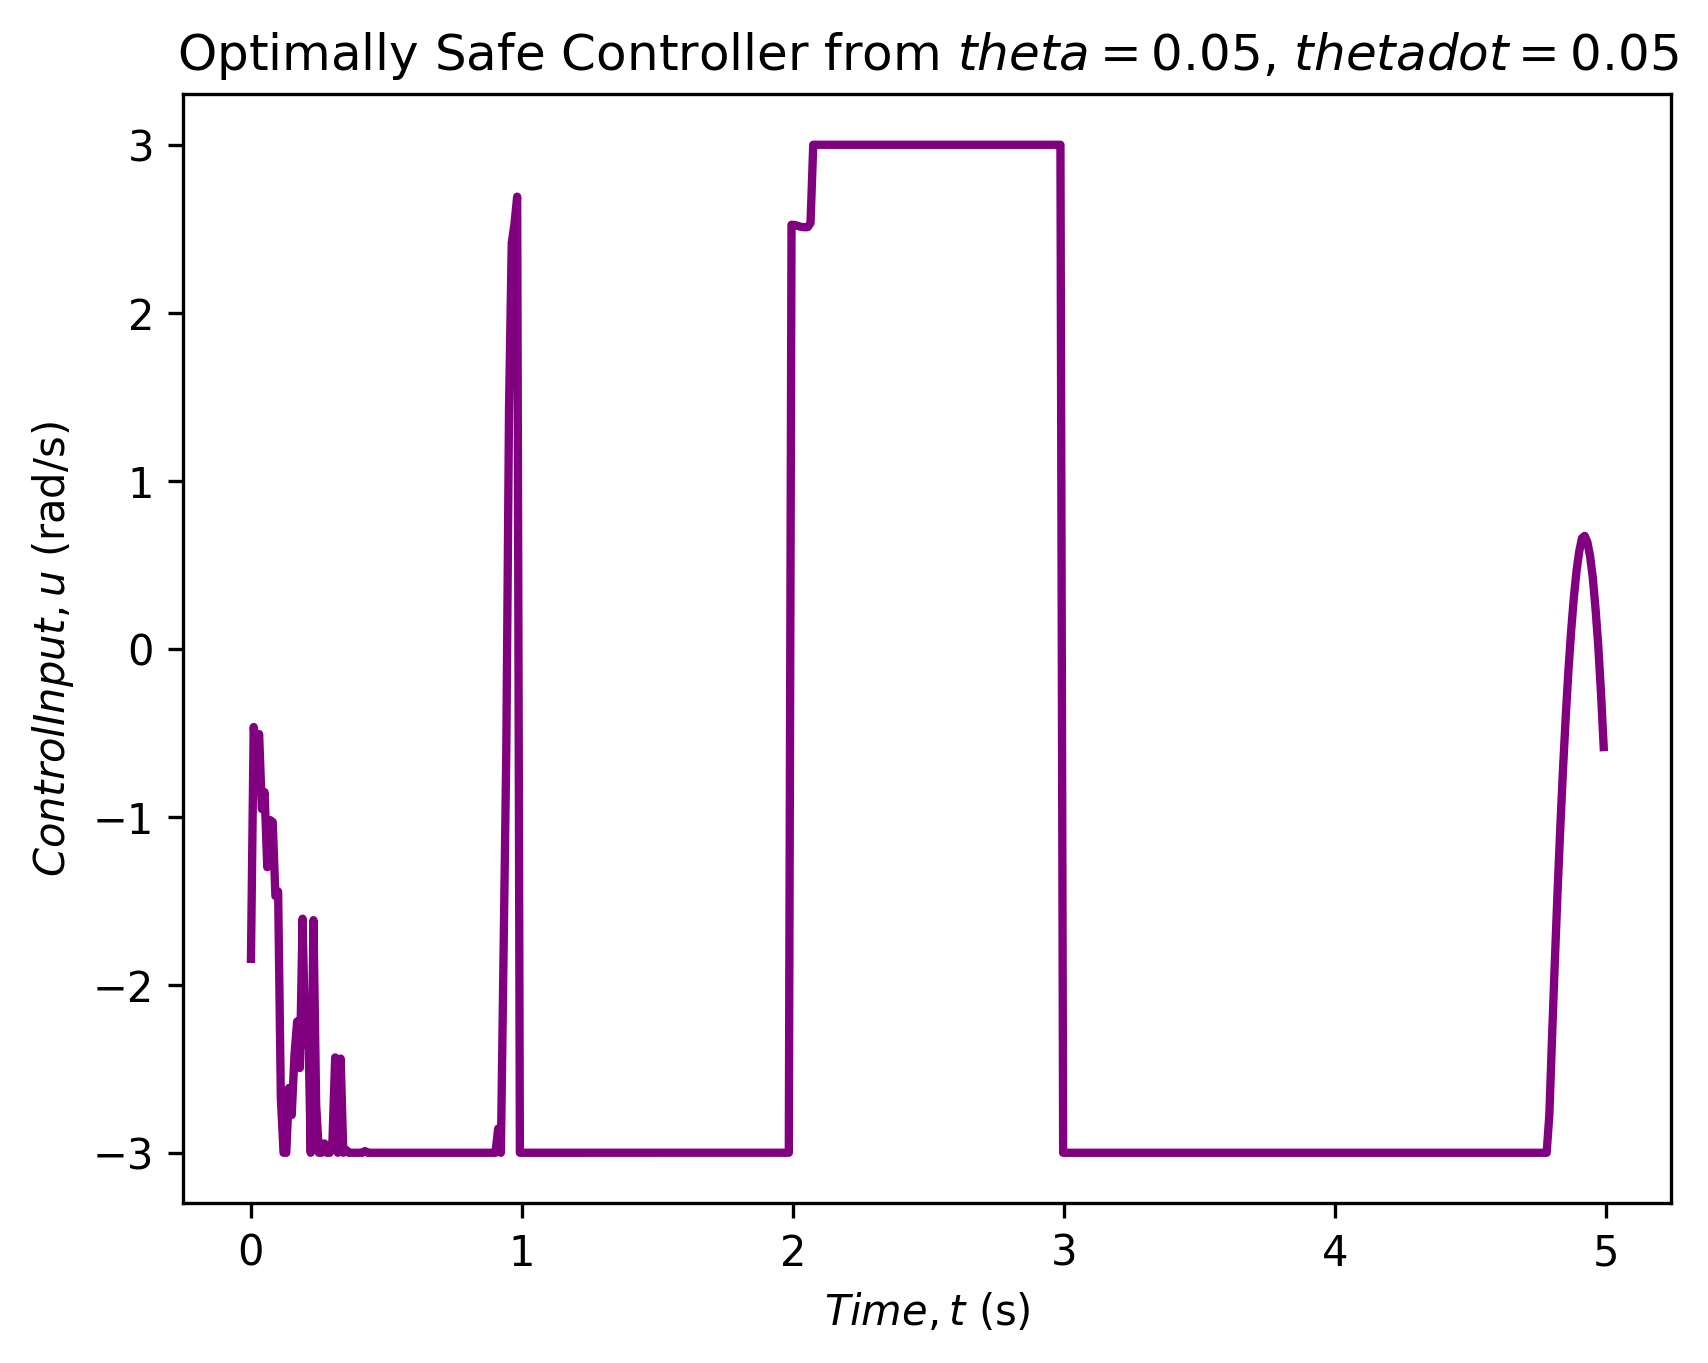 Optimally Safe Controller from theta = 0.05, thetadot = 0.05
3
2
1
0
−1
−2
−3
ControlInput, u (rad/s)
0 1 2 3 4 5
Time, t (s)